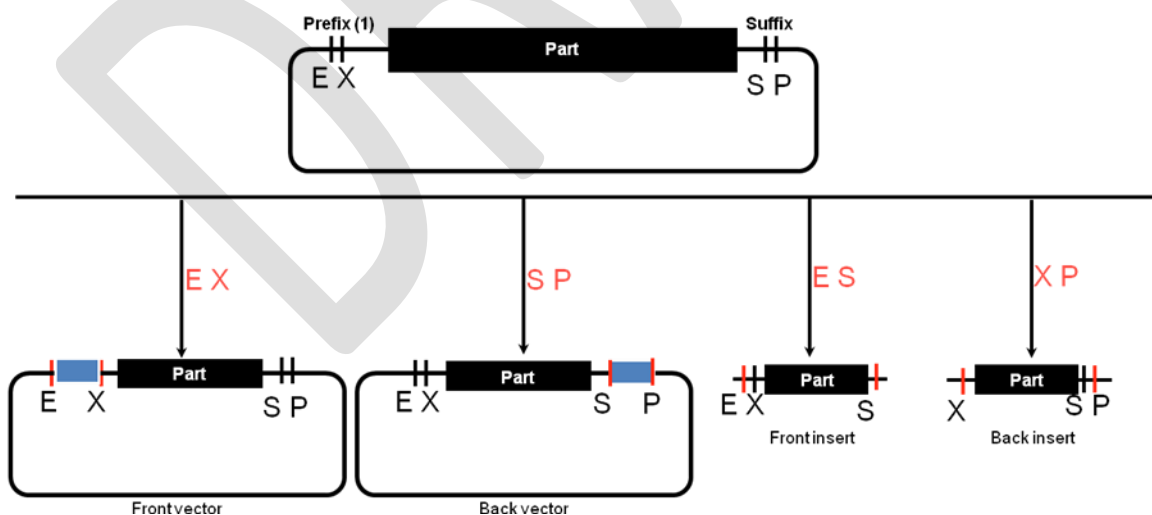 Prefix (1) Suffix
Part
E X S P
E X S P E S X P
Part Part Part Part
E X S P E X S P E X S X S P
Front insert Back insert
Front vector Back vector